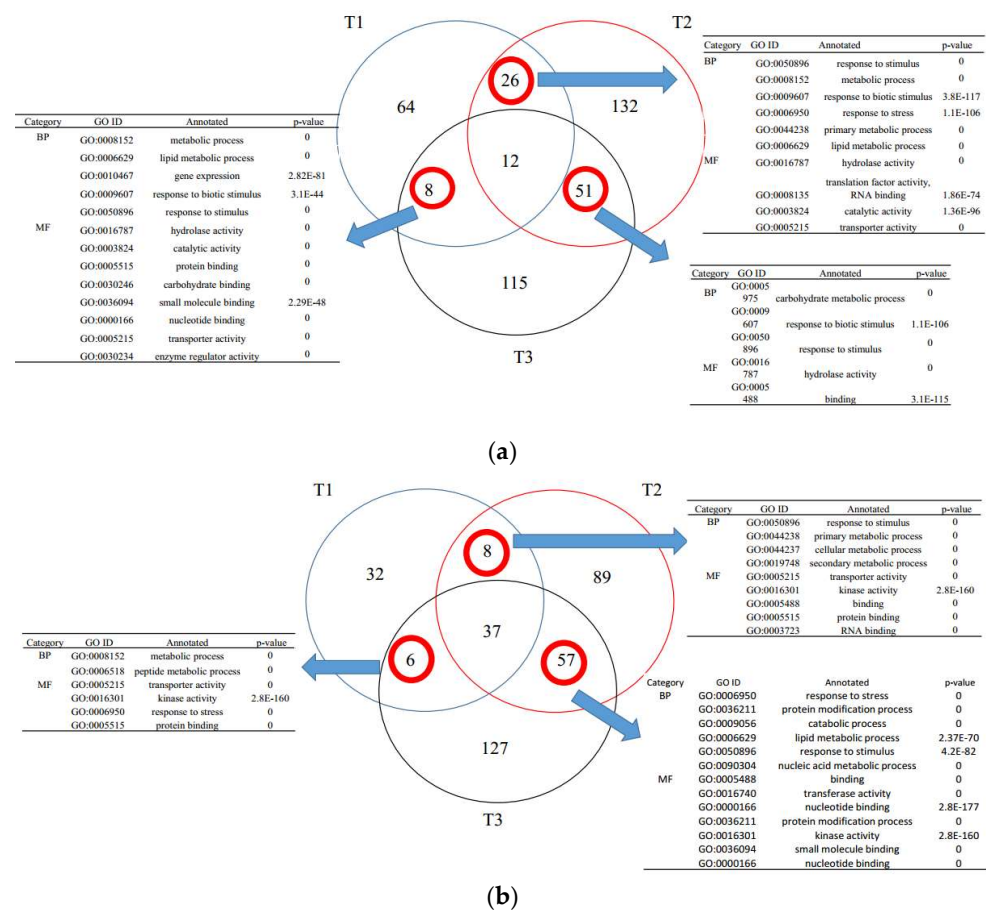 T1
T2
64
26
132
12
8
51
115
T3
Category GO ID Annotated p-value
BP GO:0008152 metabolic process 0
GO:0006629 lipid metabolic process 0
GO:0010467 gene expression 2.82E-81
GO:0009607 response to biotic stimulus 3.1E-44
GO:0050896 response to stimulus 0
MF GO:0016787 hydrolase activity 0
GO:0003824 catalytic activity 0
GO:0005515 protein binding 0
GO:0030246 carbohydrate binding 0
GO:0036094 small molecule binding 2.29E-48
GO:0000166 nucleotide binding 0
GO:0005215 transporter activity 0
GO:0030234 enzyme regulator activity 0
Category GO ID Annotated p-value
BP GO:0050896 response to stimulus 0
GO:0008152 metabolic process 0
GO:0009607 response to biotic stimulus 3.8E-117
GO:0006950 response to stress 1.1E-106
GO:0044238 primary metabolic process 0
GO:0006629 lipid metabolic process 0
MF GO:0016787 hydrolase activity 0
translation factor activity,
GO:0008135 RNA binding 1.86E-74
GO:0003824 catalytic activity 1.36E-96
GO:0005215 transporter activity 0
Category GO ID Annotated p-value
BP GO:0005
975 carbohydrate metabolic process 0
GO:0009
607 response to biotic stimulus 1.1E-106
GO:0050
896 response to stimulus 0
MF GO:0016
787 hydrolase activity 0
GO:0005
488 binding 3.1E-115
(a)
T1
T2
32
8
89
37
6
57
127
T3
Category GO ID Annotated p-value
BP GO:0008152 metabolic process 0
GO:0006518 peptide metabolic process 0
MF GO:0005215 transporter activity 0
GO:0016301 kinase activity 2.8E-160
GO:0006950 response to stress 0
GO:0005515 protein binding 0
Category GO ID Annotated p-value
BP GO:0050896 response to stimulus 0
GO:0044238 primary metabolic process 0
GO:0044237 cellular metabolic process 0
GO:0019748 secondary metabolic process 0
MF GO:0005215 transporter activity 0
GO:0016301 kinase activity 2.8E-160
GO:0005488 binding 0
GO:0005515 protein binding 0
GO:0003723 RNA binding 0
Category GO ID Annotated p-value
BP GO:0006950 response to stress 0
GO:0036211 protein modification process 0
GO:0009056 catabolic process 0
GO:0006629 lipid metabolic process 2.37E-70
GO:0050896 response to stimulus 4.2E-82
GO:0090304 nucleic acid metabolic process 0
MF GO:0005488 binding 0
GO:0016740 transferase activity 0
GO:0000166 nucleotide binding 2.8E-177
GO:0036211 protein modification process 0
GO:0016301 kinase activity 2.8E-160
GO:0036094 small molecule binding 0
GO:0000166 nucleotide binding 0
(b)